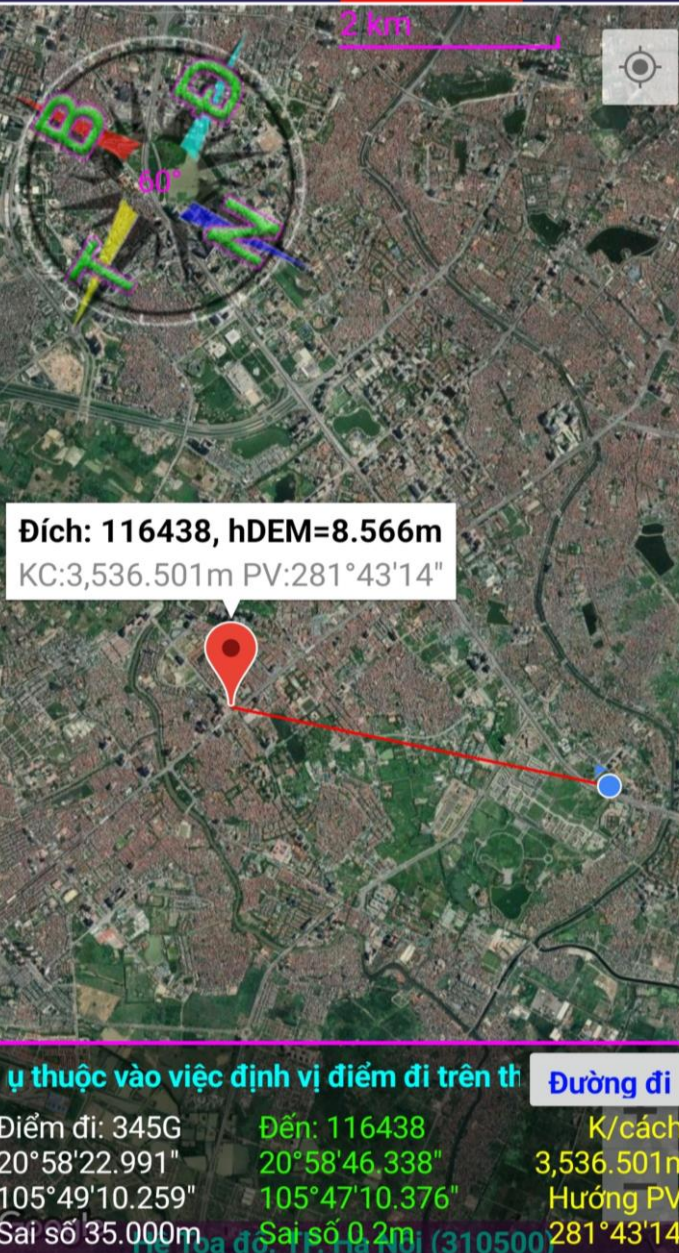 2 km
B
Đ
60°
T
N
Đích: 116438, hDEM=8.566m
KC:3,536.501m PV:281°43'14"
ụ thuộc vào việc định vị điểm đi trên th
Đường đi
Điểm đi: 345G Đến: 116438 K/cách
20°58'22.991" 20°58'46.338" 3,536.501m
105°49'10.259" 105°47'10.376" Hướng PV
Sai số 35.000m Sai số 0.2m 281°43'14
Google
Hệ Tọa độ: TP. Hà Nội (310500)